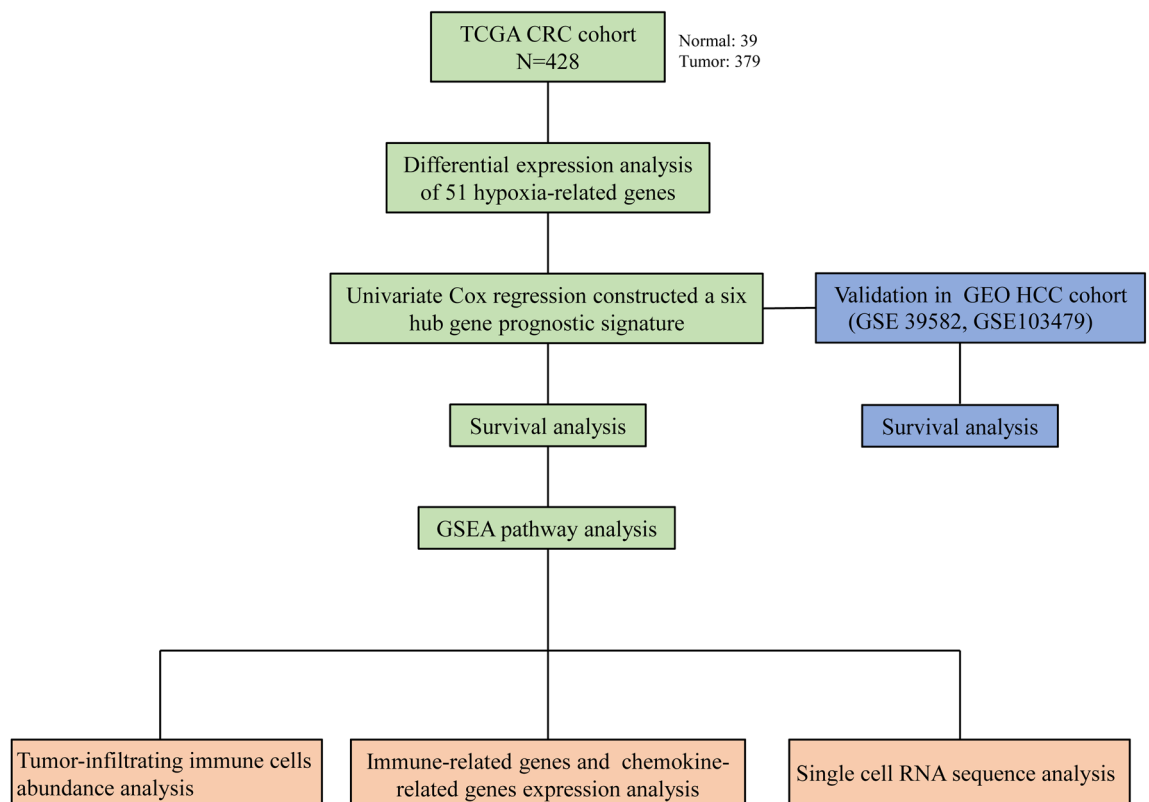 TCGA CRC cohort
N=428
Normal: 39
Tumor: 379
Differential expression analysis
of 51 hypoxia-related genes
Univariate Cox regression constructed a six
hub gene prognostic signature
Validation in  GEO HCC cohort
(GSE 39582, GSE103479)
Survival analysis
Survival analysis
GSEA pathway analysis
Tumor-infiltrating immune cells
abundance analysis
Immune-related genes and  chemokine-
related genes expression analysis
Single cell RNA sequence analysis